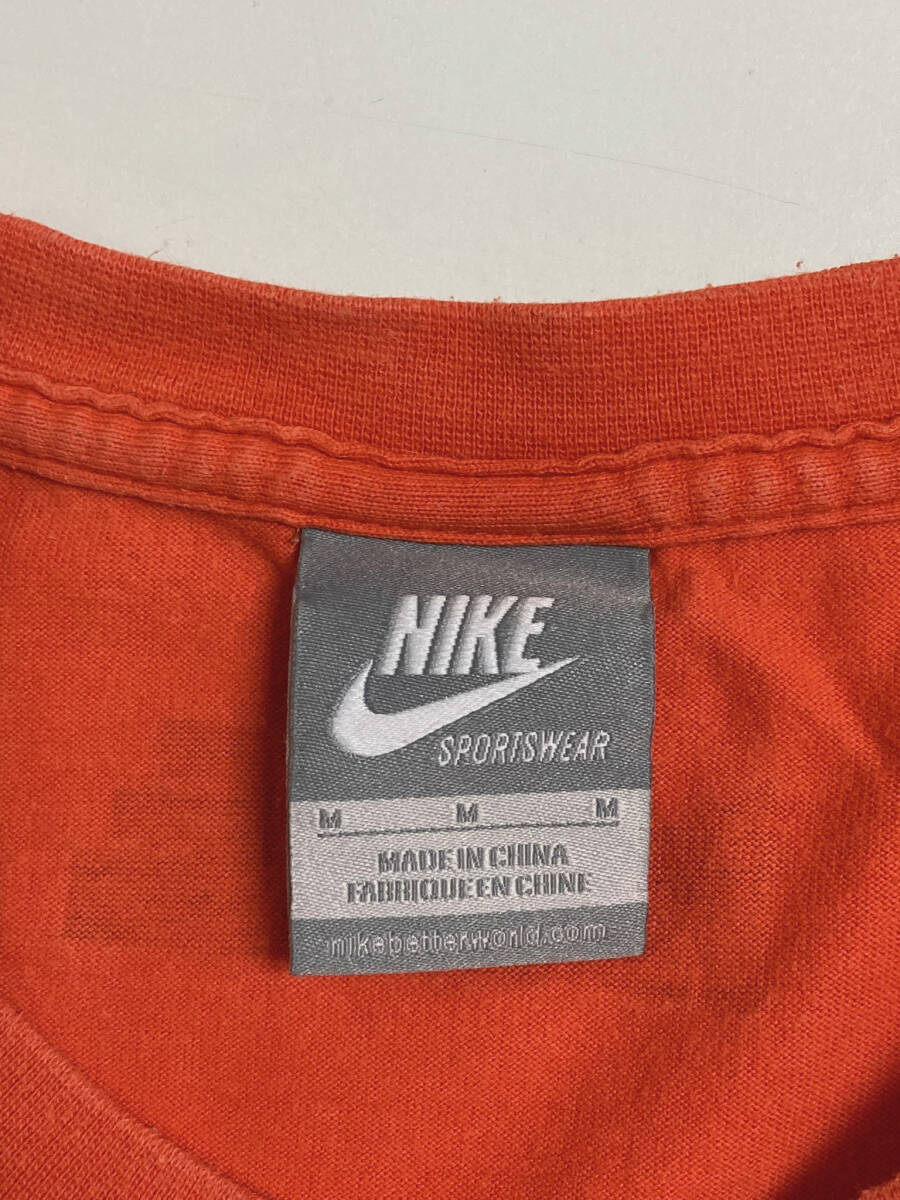 NIKE
SPORTSWEAR
M M M
MADE IN CHINA
FABRIQUE EN CHINE
nikebetterworld.com